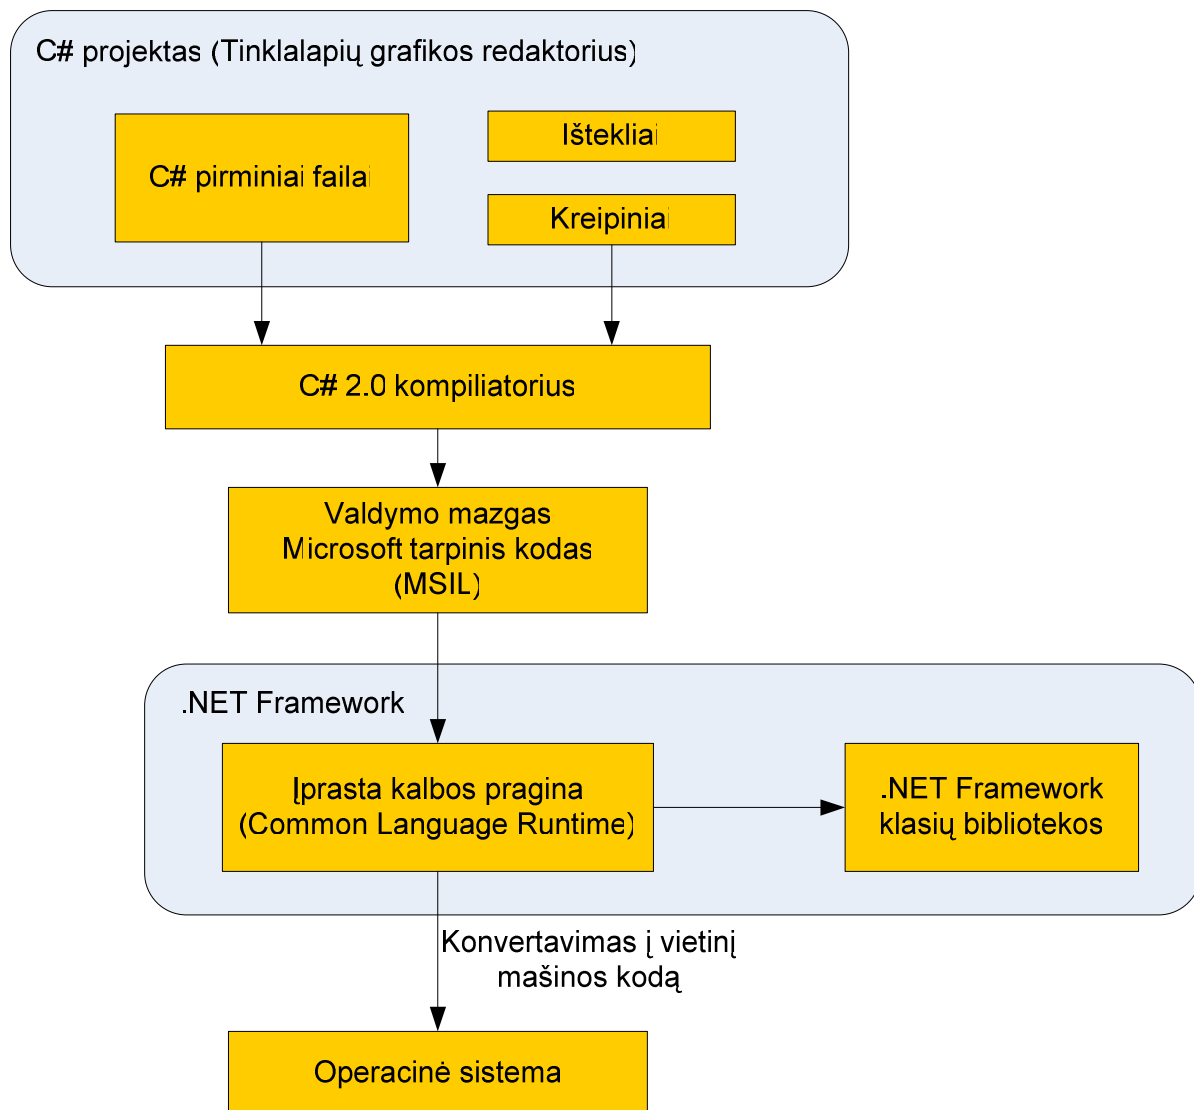 C# projektas (Tinklalapių grafikos redaktorius)
C# pirminiai failai
Ištekliai
Kreipiniai
C# 2.0 kompiliatorius
Valdymo mazgas
Microsoft tarpinis kodas
(MSIL)
.NET Framework
Įprasta kalbos pragina
(Common Language Runtime)
.NET Framework
klasių bibliotekos
Konvertavimas į vietinį
mašinos kodą
Operacinė sistema